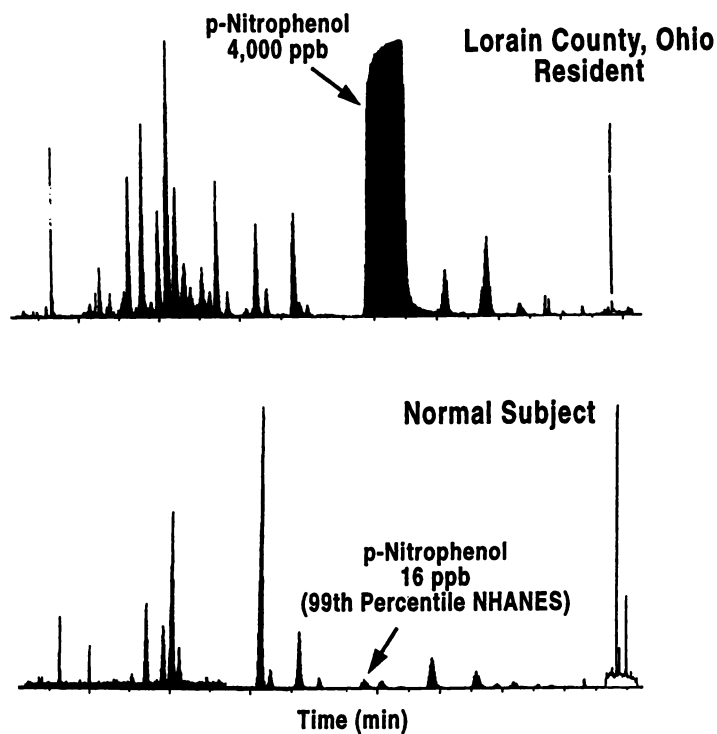 p-Nitrophenol
4,000 ppb
Lorain County, Ohio
Resident
Normal Subject
p-Nitrophenol
16 ppb
(99th Percentile NHANES)
Time (min)